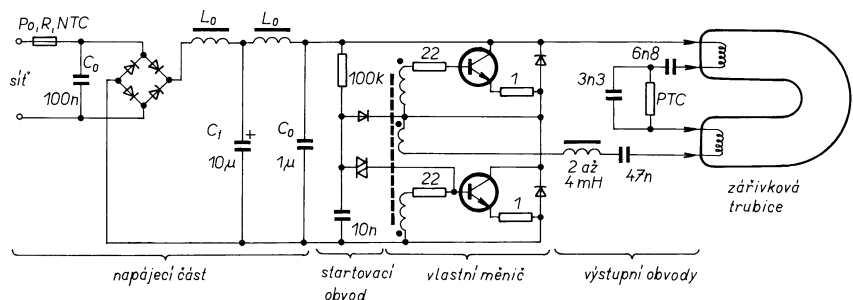 Po, R, NTC
síť
C₀
100n
L₀
L₀
C₁
10µ
+
C₀
1µ
100k
10n
22
1
22
1
2 až
4 mH
47n
3n3
6n8
PTC
zářivková
trubice
napájecí část
startovací
obvod
vlastní měnič
výstupní obvody